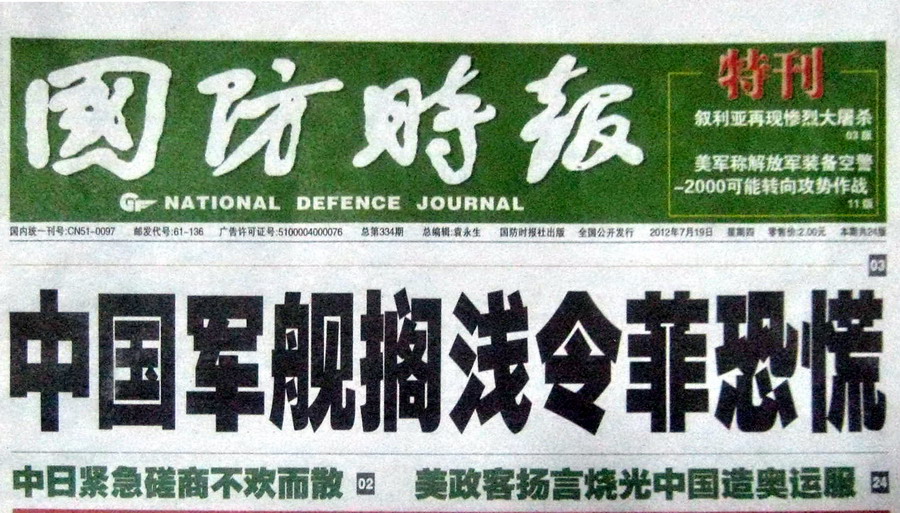 國防時報
NATIONAL DEFENCE JOURNAL
特刊
叙利亚再现惨烈大屠杀
03版
美军称解放军装备空警
-2000可能转向攻势作战
11版
国内统一刊号:CN51-0097 邮发代号:61-136 广告许可证号:5100004000076 总第334期 总编辑:袁永生 国防时报社出版 全国公开发行 2012年7月19日 星期四 零售价:2.00元 本期共24版
03
中国军舰搁浅令菲恐慌
中日紧急磋商不欢而散 02 美政客扬言烧光中国造奥运服 24